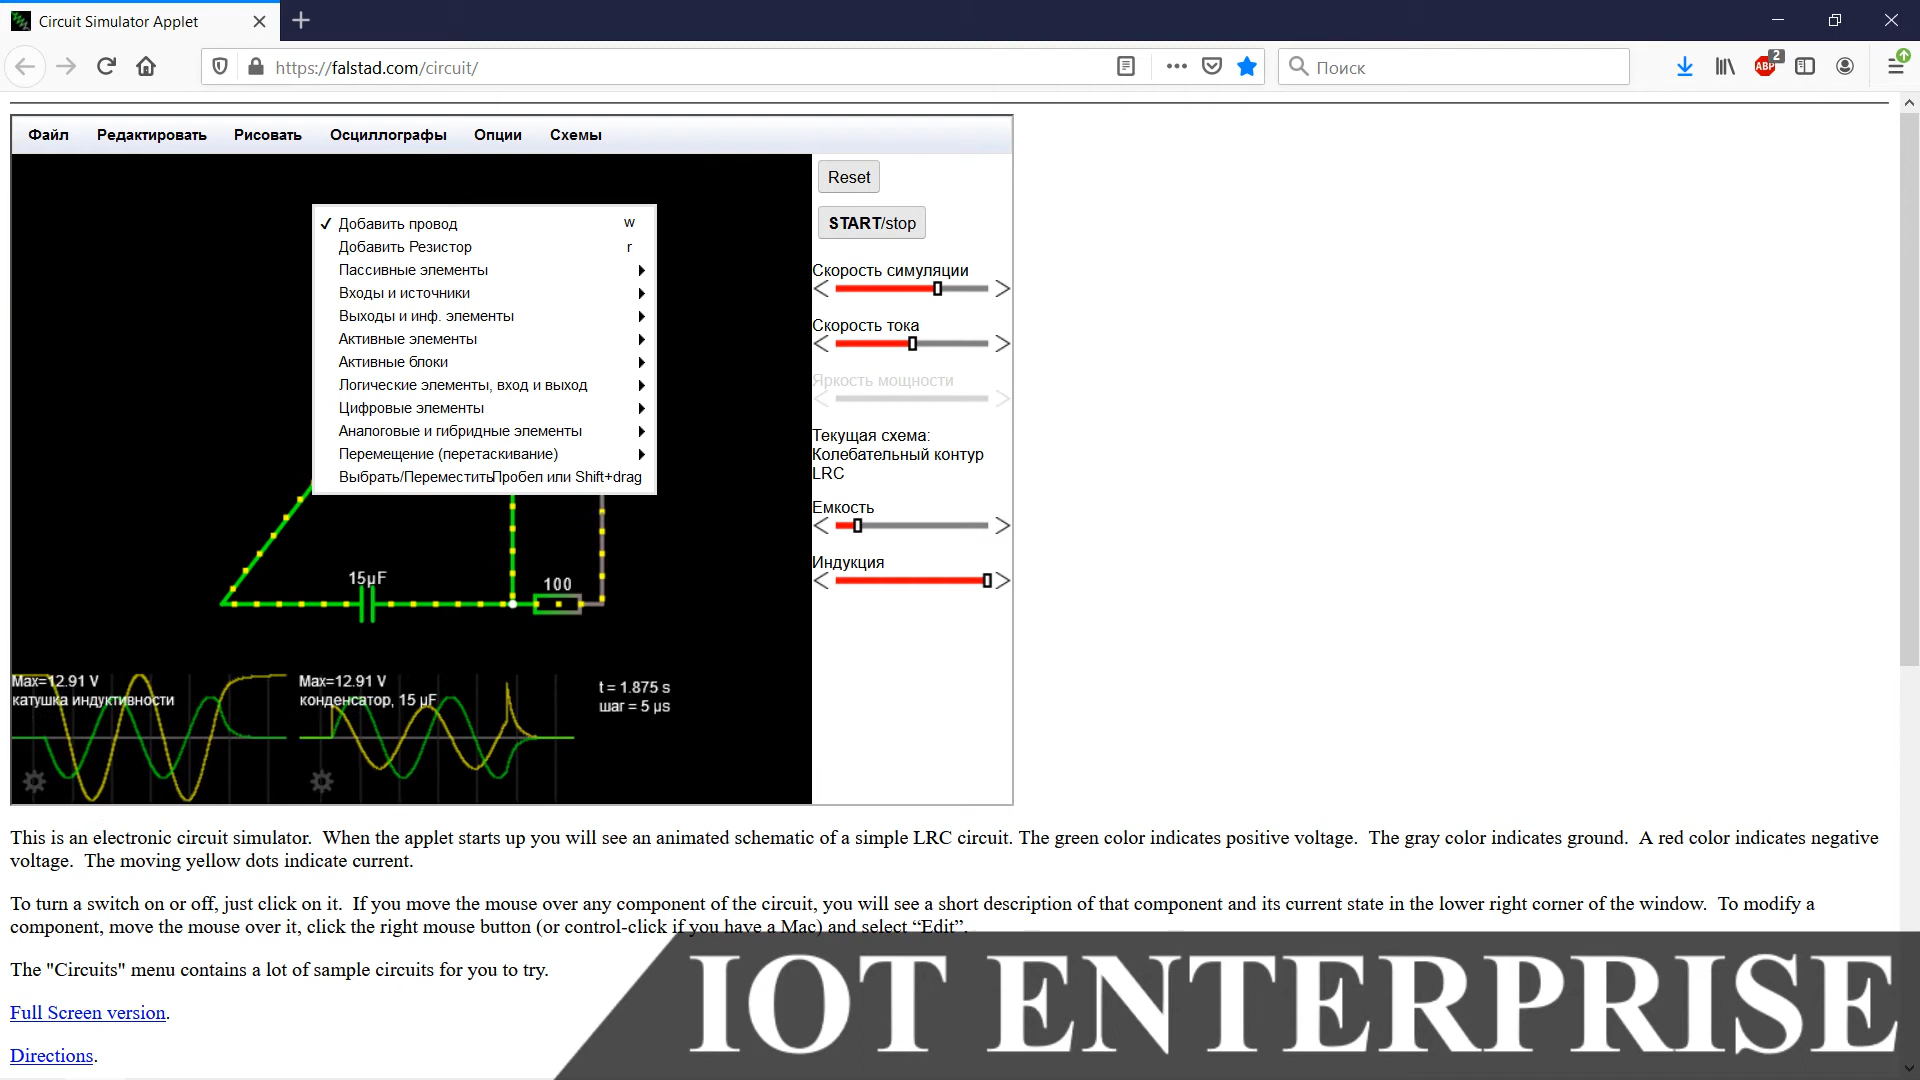 Circuit Simulator Applet
https://falstad.com/circuit/
Поиск
ABP
2
Файл Редактировать Рисовать Осциллографы Опции Схемы
Reset
START/stop
Добавить провод w
Добавить Резистор r
Пассивные элементы
Входы и источники
Выходы и инф. элементы
Активные элементы
Активные блоки
Логические элементы, вход и выход
Цифровые элементы
Аналоговые и гибридные элементы
Перемещение (перетаскивание)
Выбрать/Переместить Пробел или Shift+drag
Скорость симуляции
Скорость тока
Яркость мощности
Текущая схема:
Колебательный контур
LRC
Емкость
Индукция
15μF
100
Max=12.91 V
катушка индуктивности
Max=12.91 V
конденсатор, 15 μF
t = 1.875 s
шаг = 5 μs
This is an electronic circuit simulator. When the applet starts up you will see an animated schematic of a simple LRC circuit. The green color indicates positive voltage. The gray color indicates ground. A red color indicates negative
voltage. The moving yellow dots indicate current.
To turn a switch on or off, just click on it. If you move the mouse over any component of the circuit, you will see a short description of that component and its current state in the lower right corner of the window. To modify a
component, move the mouse over it, click the right mouse button (or control-click if you have a Mac) and select “Edit”.
The "Circuits" menu contains a lot of sample circuits for you to try.
Full Screen version.
Directions.
IOT ENTERPRISE